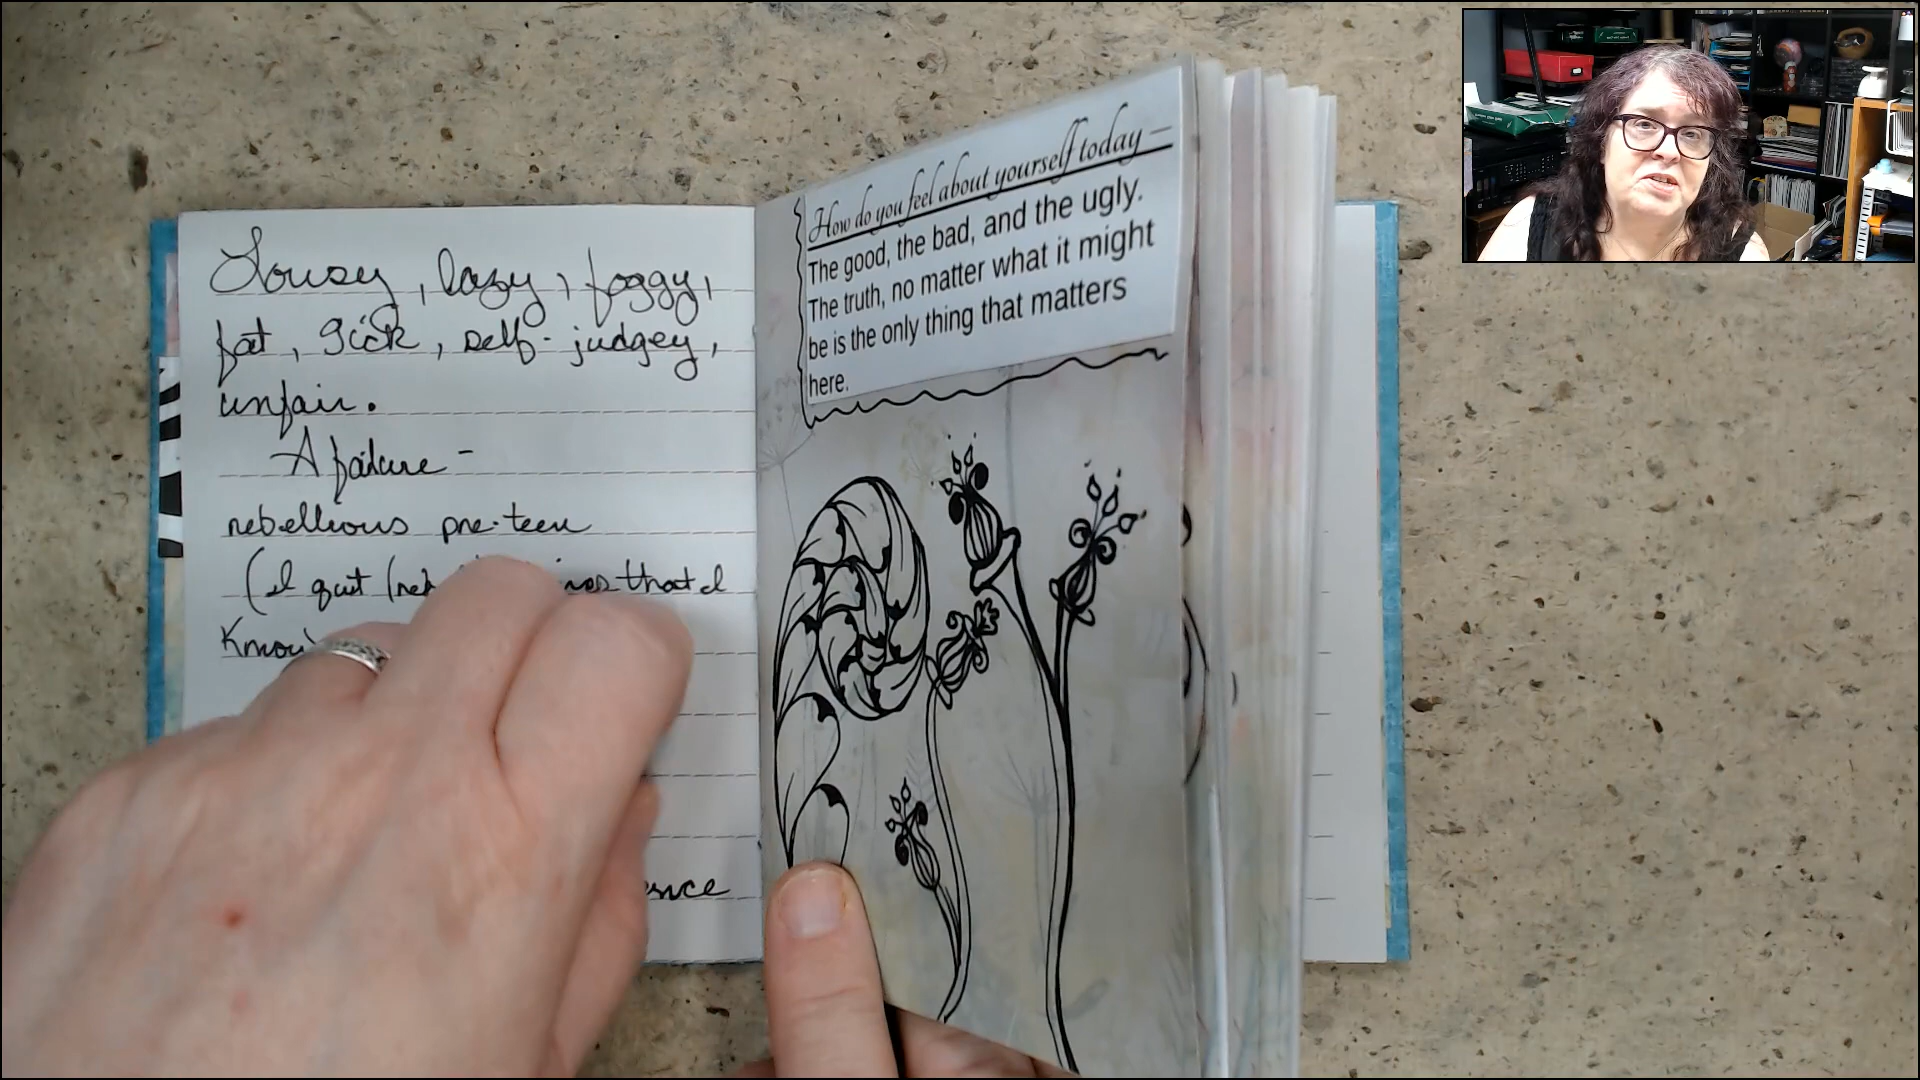 Lousy, lazy, foggy,
fat, sick, self-judgey,
unfair.
A failure -
rebellious pre-teen
(I quit that I
How do you feel about yourself today —
The good, the bad, and the ugly.
The truth, no matter what it might
be is the only thing that matters
here.